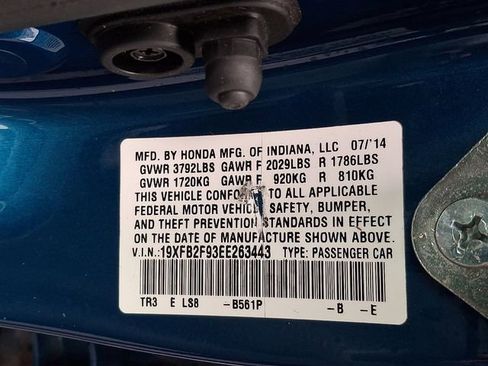 MFD. BY HONDA MFG. OF INDIANA, LLC 07/'14
GVWR 3792LBS GAWR F 2029LBS R 1786LBS
GVWR 1720KG GAWR F 920KG R 810KG
THIS VEHICLE CONFORMS TO ALL APPLICABLE
FEDERAL MOTOR VEHICLE SAFETY, BUMPER,
AND THEFT PREVENTION STANDARDS IN EFFECT
ON THE DATE OF MANUFACTURE SHOWN ABOVE.
V.I.N.: 19XFB2F93EE263443 TYPE: PASSENGER CAR
TR3 E LS8 -B561P -B -E